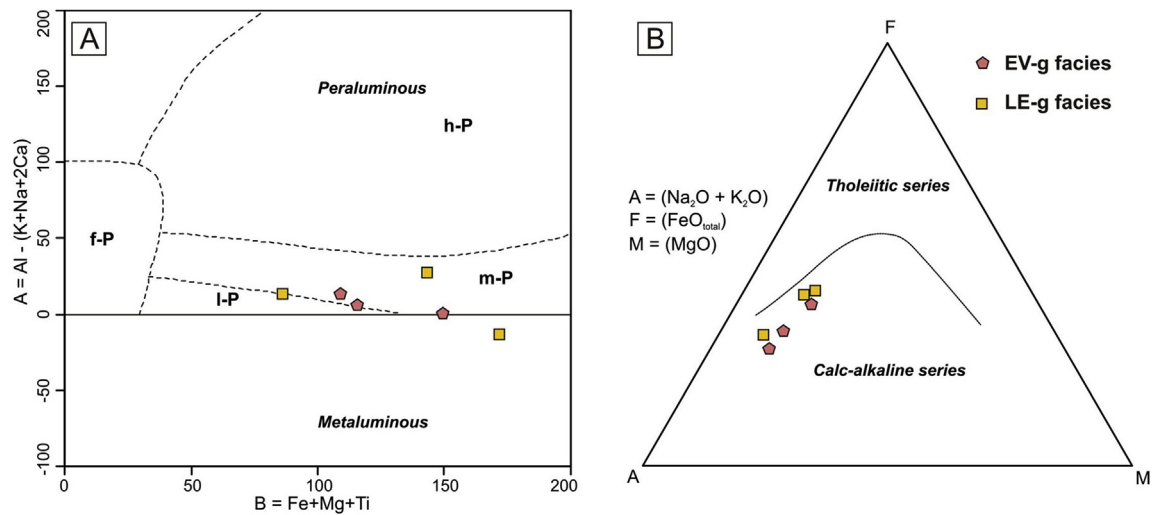 A
200
150
100
50
0
-50
-100
A = Al - (K+Na+2Ca)
Peraluminous
h-P
f-P
m-P
l-P
Metaluminous
0
50
100
150
200
B = Fe+Mg+Ti
B
F
EV-g facies
LE-g facies
Tholeiitic series
A = (Na₂O + K₂O)
F = (FeOtotal)
M = (MgO)
Calc-alkaline series
A
M